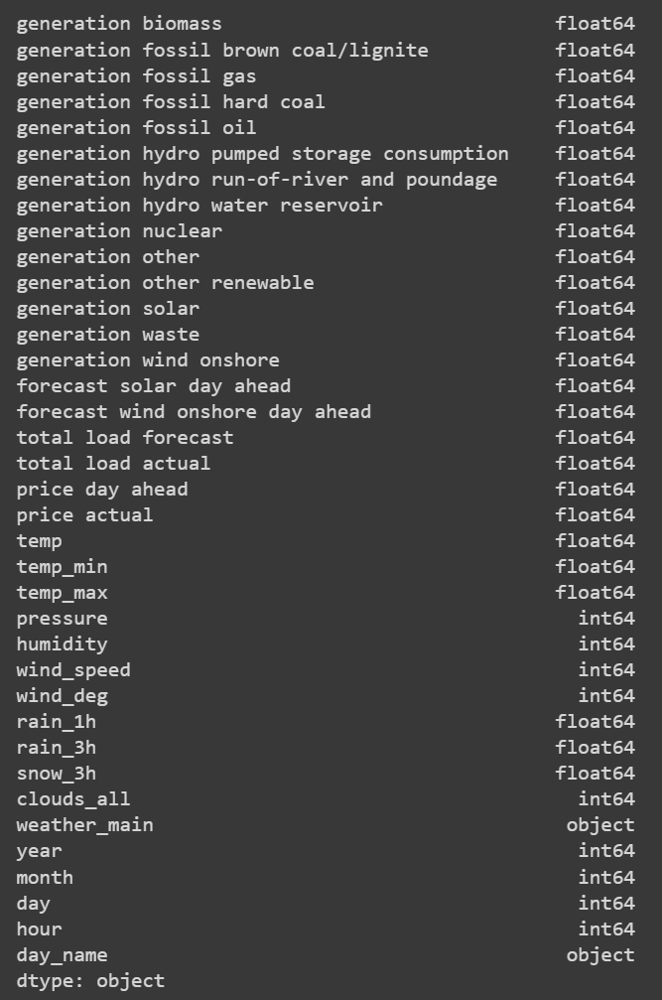 generation biomass float64
generation fossil brown coal/lignite float64
generation fossil gas float64
generation fossil hard coal float64
generation fossil oil float64
generation hydro pumped storage consumption float64
generation hydro run-of-river and poundage float64
generation hydro water reservoir float64
generation nuclear float64
generation other float64
generation other renewable float64
generation solar float64
generation waste float64
generation wind onshore float64
forecast solar day ahead float64
forecast wind onshore day ahead float64
total load forecast float64
total load actual float64
price day ahead float64
price actual float64
temp float64
temp_min float64
temp_max float64
pressure int64
humidity int64
wind_speed int64
wind_deg int64
rain_1h float64
rain_3h float64
snow_3h float64
clouds_all int64
weather_main object
year int64
month int64
day int64
hour int64
day_name object
dtype: object